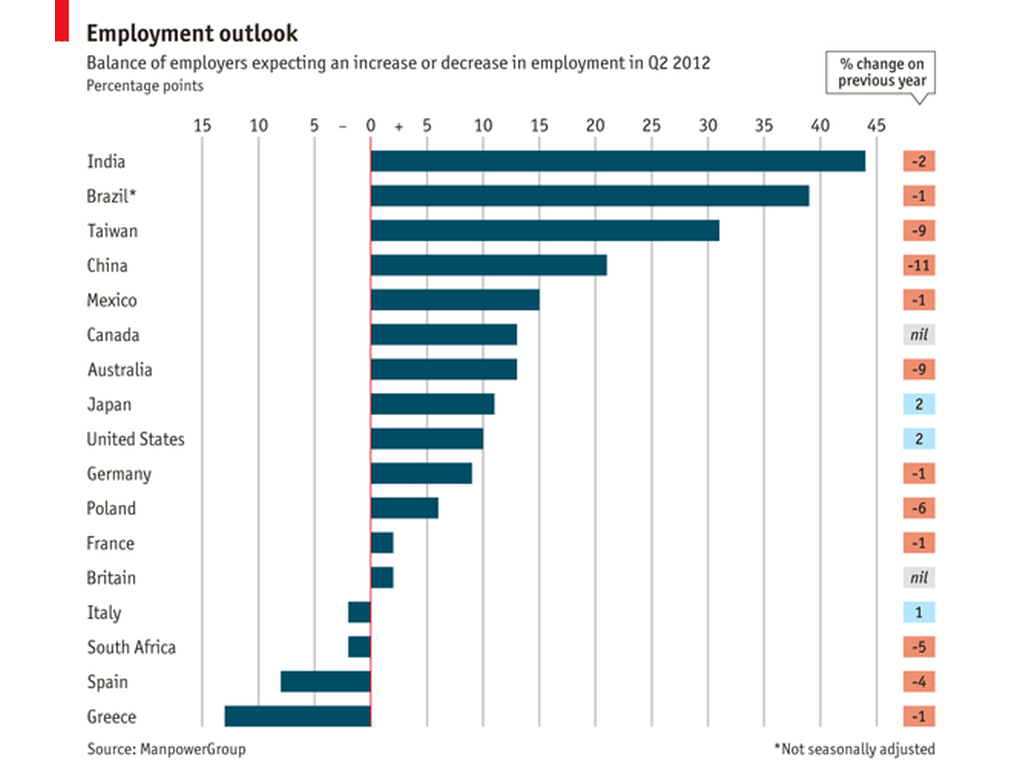 Employment outlook
Balance of employers expecting an increase or decrease in employment in Q2 2012
Percentage points
% change on
previous year
15 10 5 – 0 + 5 10 15 20 25 30 35 40 45
India -2
Brazil* -1
Taiwan -9
China -11
Mexico -1
Canada nil
Australia -9
Japan 2
United States 2
Germany -1
Poland -6
France -1
Britain nil
Italy 1
South Africa -5
Spain -4
Greece -1
Source: ManpowerGroup *Not seasonally adjusted